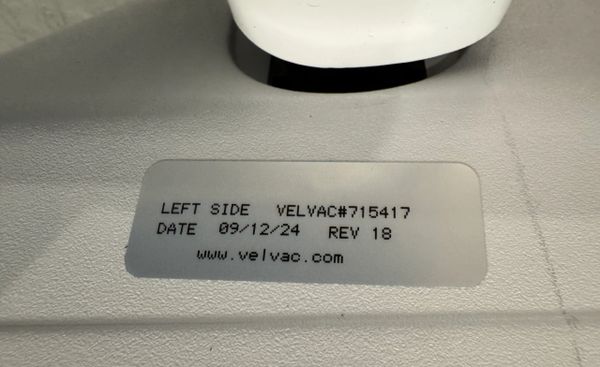 LEFT SIDE VELVAC#715417
DATE 09/12/24 REV 18
www.velvac.com